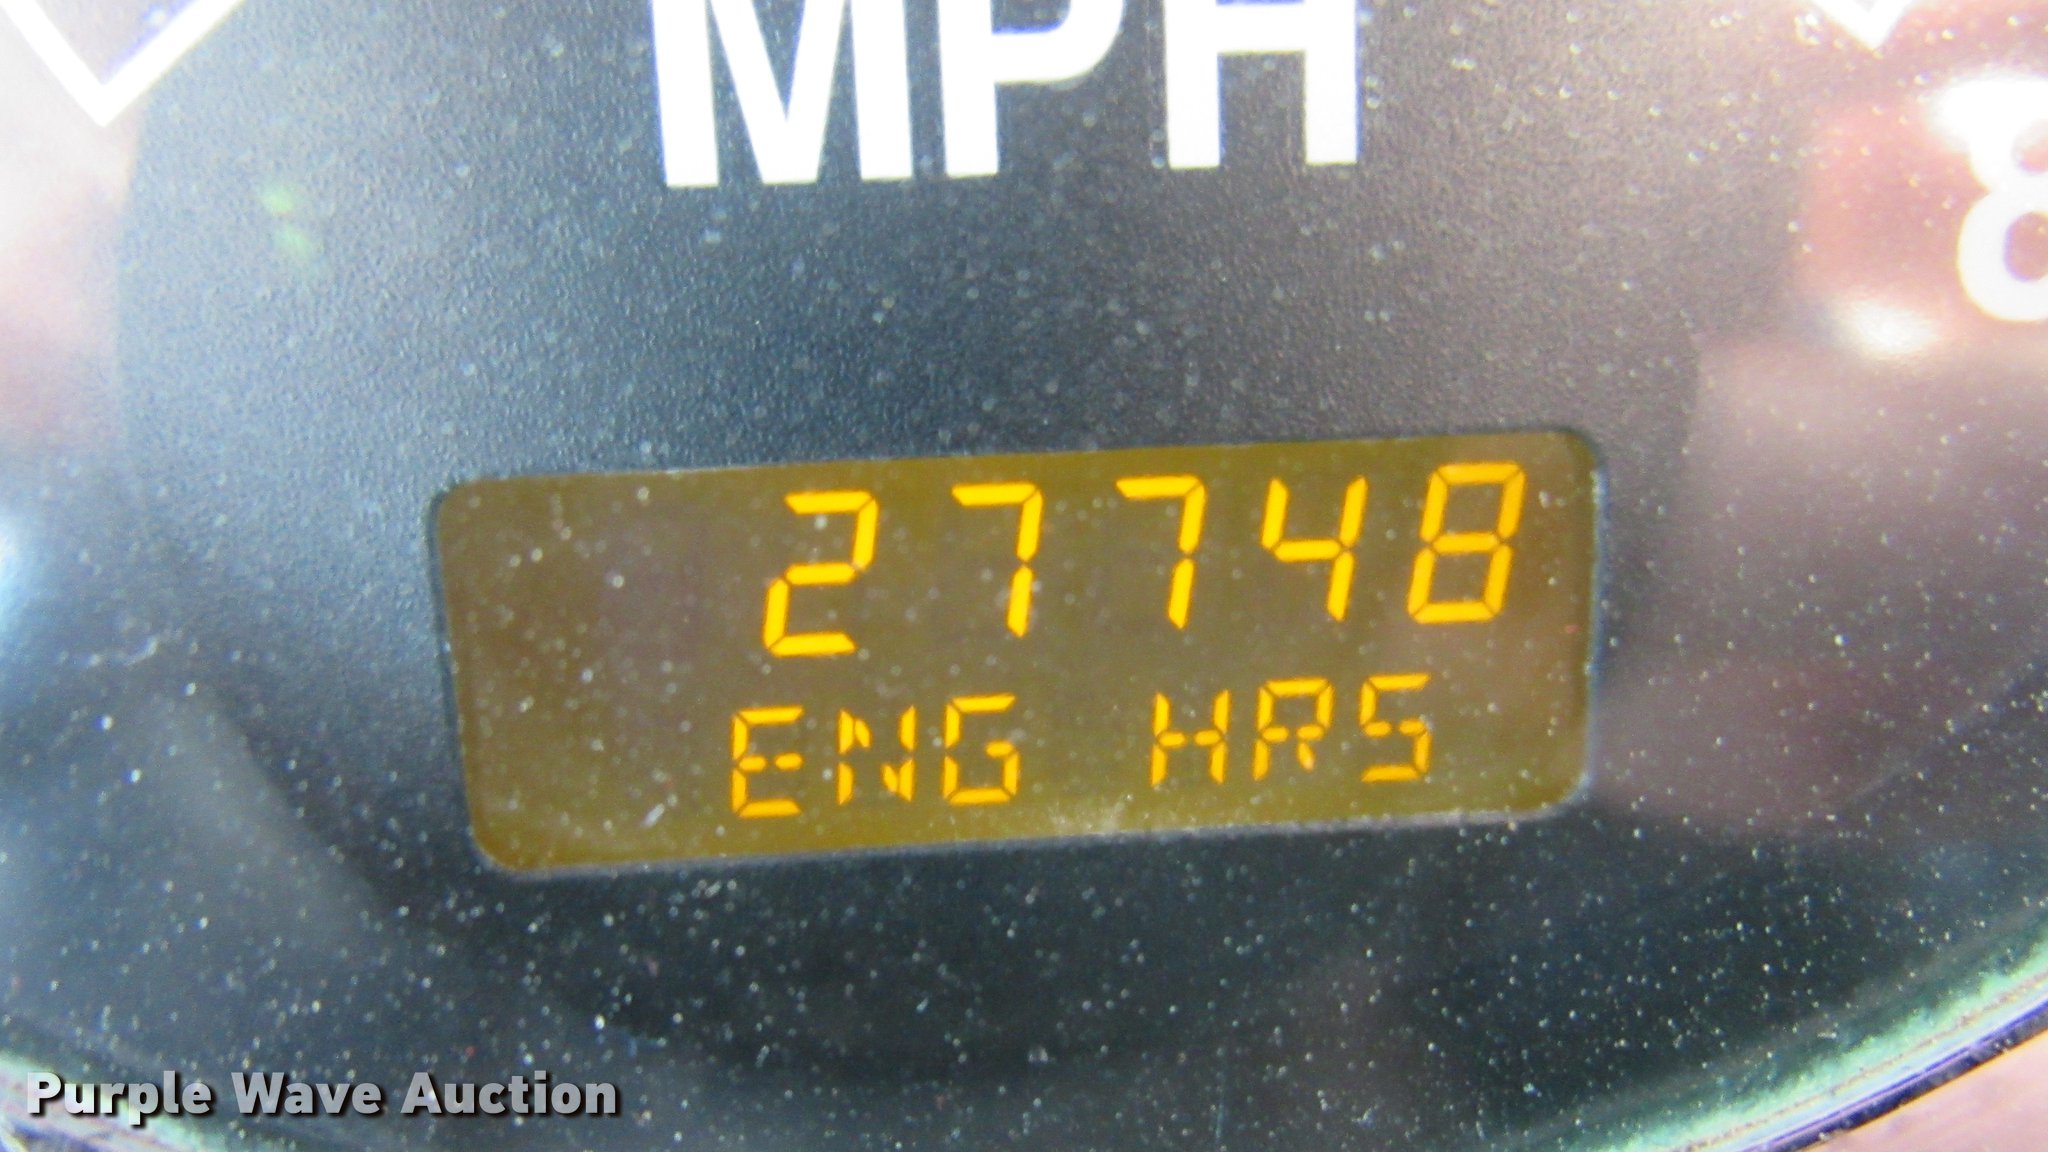 MPH
8
27748
ENG HRS
Purple Wave Auction